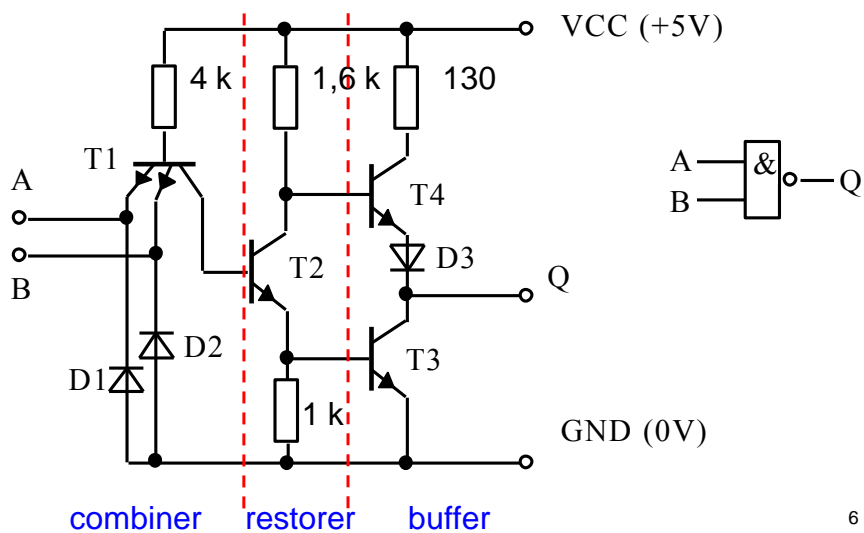 VCC (+5V)
4 k
1,6 k
130
T1
A
B
T4
T2
D3
Q
D2
D1
T3
1 k
GND (0V)
A
B
&
Q
combiner
restorer
buffer
6